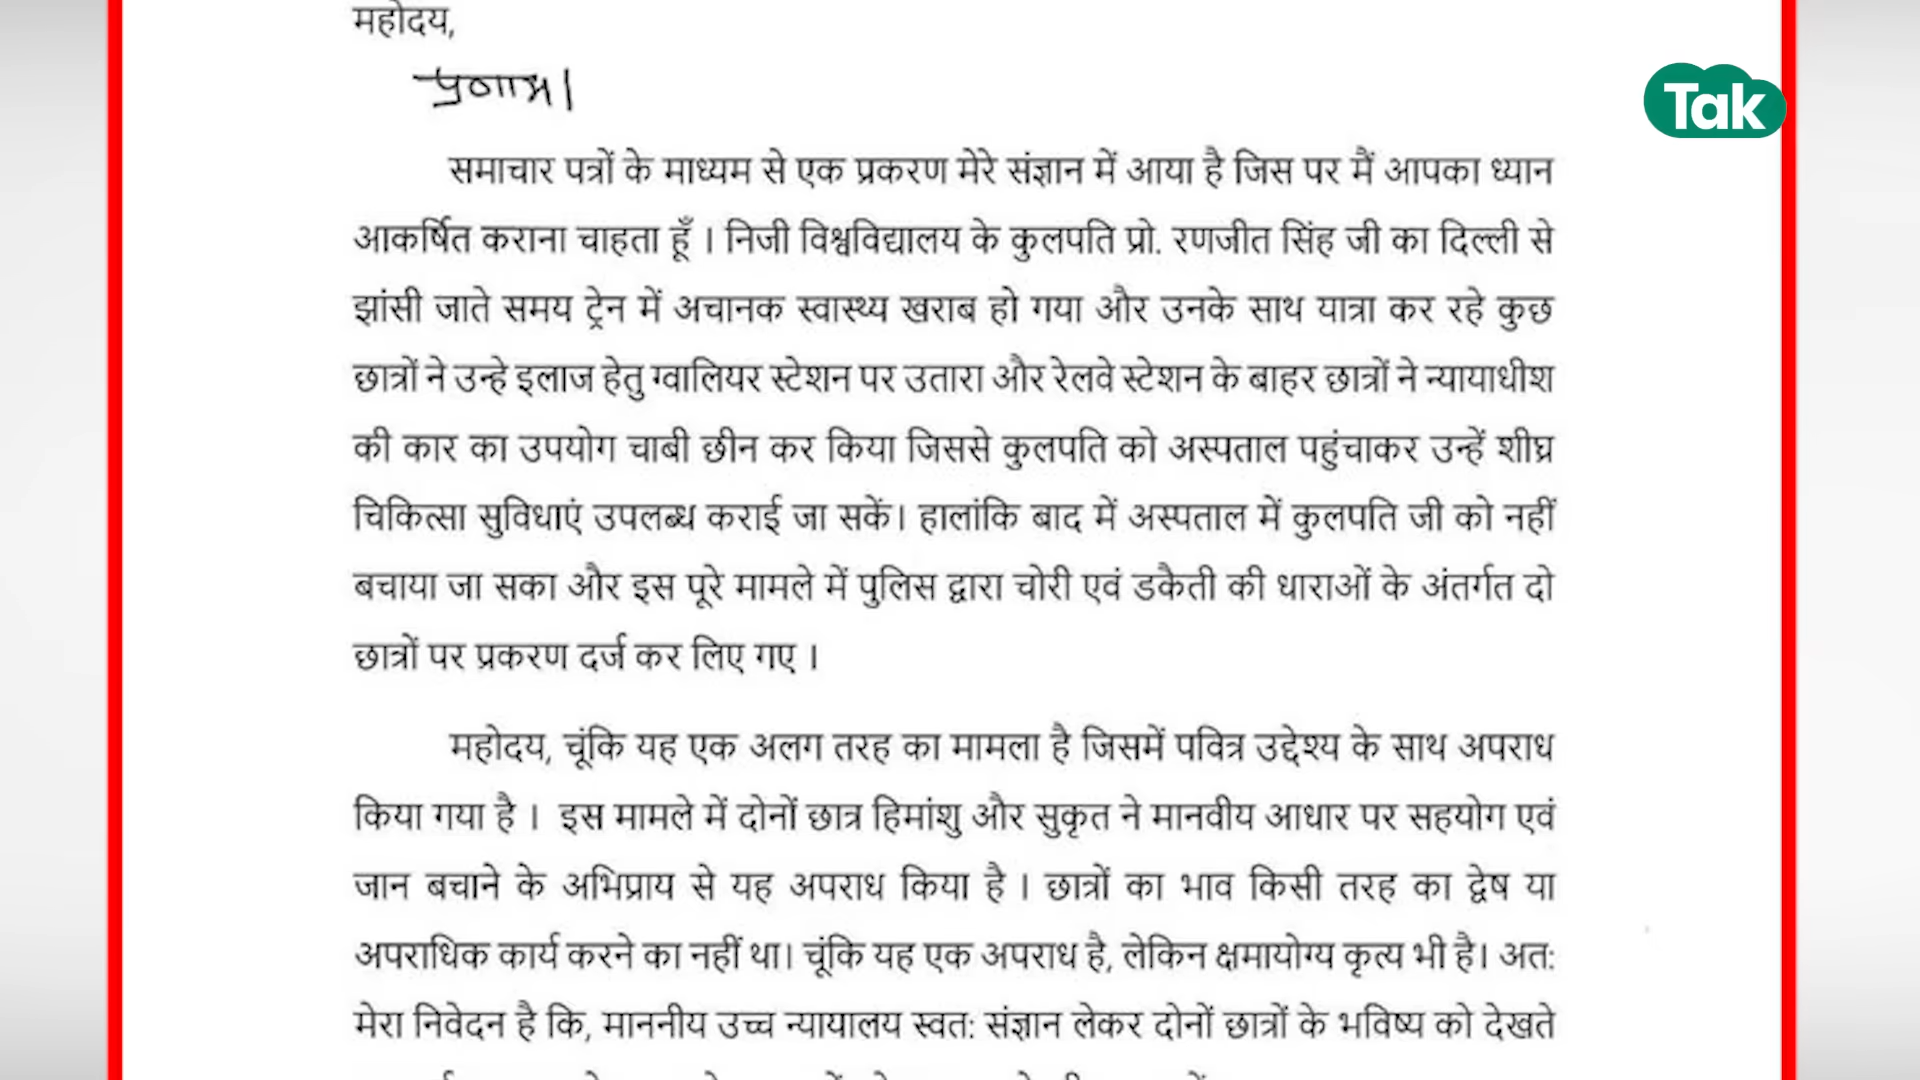 महोदय,
प्रणाम।
Tak
समाचार पत्रों के माध्यम से एक प्रकरण मेरे संज्ञान में आया है जिस पर मैं आपका ध्यान
आकर्षित कराना चाहता हूँ । निजी विश्वविद्यालय के कुलपति प्रो. रणजीत सिंह जी का दिल्ली से
झांसी जाते समय ट्रेन में अचानक स्वास्थ्य खराब हो गया और उनके साथ यात्रा कर रहे कुछ
छात्रों ने उन्हे इलाज हेतु ग्वालियर स्टेशन पर उतारा और रेलवे स्टेशन के बाहर छात्रों ने न्यायाधीश
की कार का उपयोग चाबी छीन कर किया जिससे कुलपति को अस्पताल पहुंचाकर उन्हें शीघ्र
चिकित्सा सुविधाएं उपलब्ध कराई जा सकें। हालांकि बाद में अस्पताल में कुलपति जी को नहीं
बचाया जा सका और इस पूरे मामले में पुलिस द्वारा चोरी एवं डकैती की धाराओं के अंतर्गत दो
छात्रों पर प्रकरण दर्ज कर लिए गए ।
महोदय, चूंकि यह एक अलग तरह का मामला है जिसमें पवित्र उद्देश्य के साथ अपराध
किया गया है । इस मामले में दोनों छात्र हिमांशु और सुकृत ने मानवीय आधार पर सहयोग एवं
जान बचाने के अभिप्राय से यह अपराध किया है । छात्रों का भाव किसी तरह का द्वेष या
अपराधिक कार्य करने का नहीं था। चूंकि यह एक अपराध है, लेकिन क्षमायोग्य कृत्य भी है। अत:
मेरा निवेदन है कि, माननीय उच्च न्यायालय स्वत: संज्ञान लेकर दोनों छात्रों के भविष्य को देखते